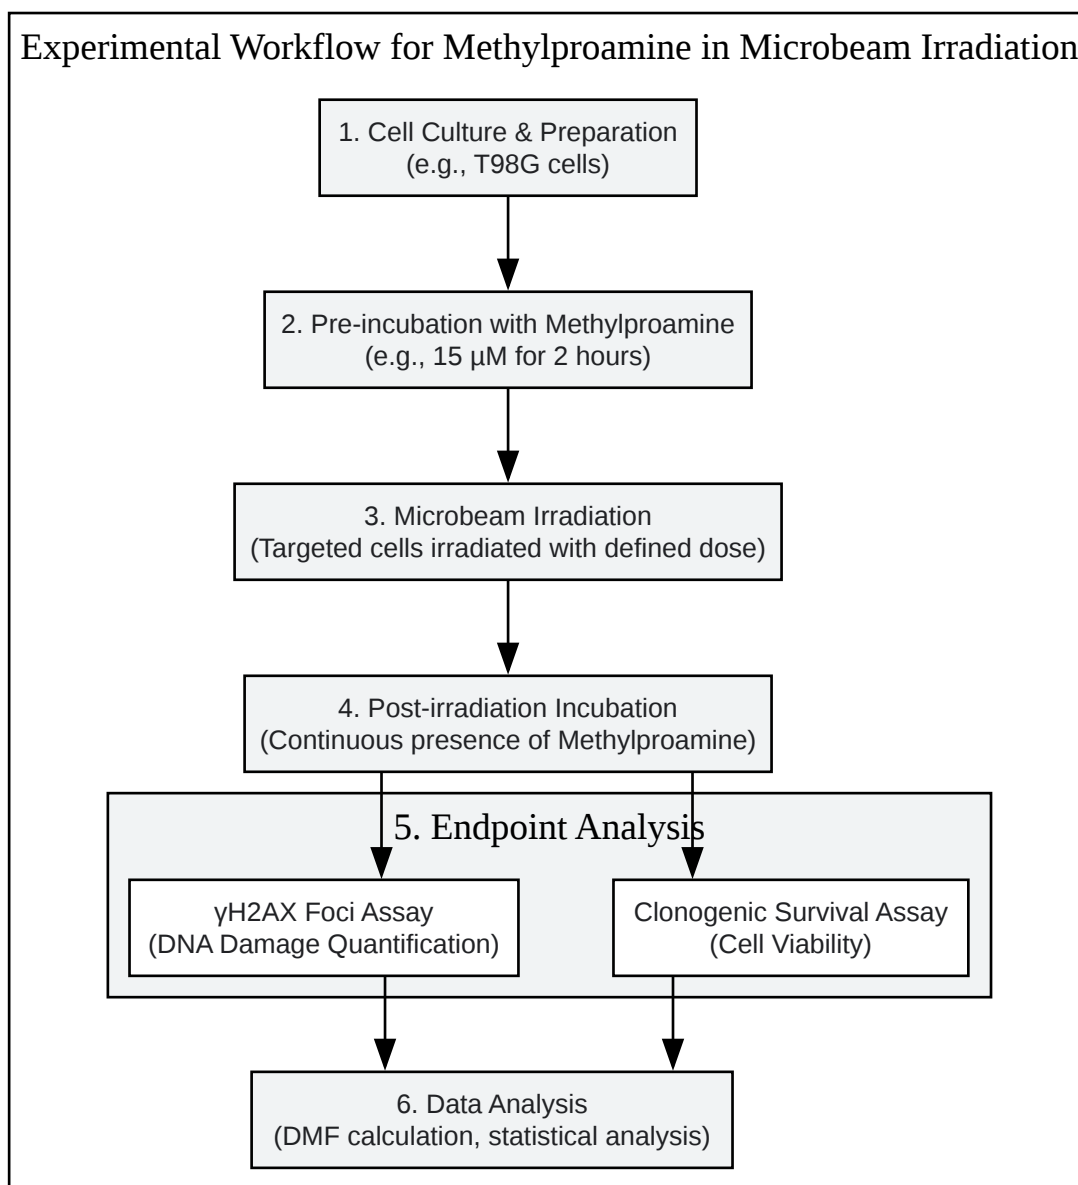 Experimental Workflow for Methylproamine in Microbeam Irradiation
1. Cell Culture & Preparation
(e.g., T98G cells)
2. Pre-incubation with Methylproamine
(e.g., 15 µM for 2 hours)
3. Microbeam Irradiation
(Targeted cells irradiated with defined dose)
4. Post-irradiation Incubation
(Continuous presence of Methylproamine)
5. Endpoint Analysis
γH2AX Foci Assay
(DNA Damage Quantification)
Clonogenic Survival Assay
(Cell Viability)
6. Data Analysis
(DMF calculation, statistical analysis)